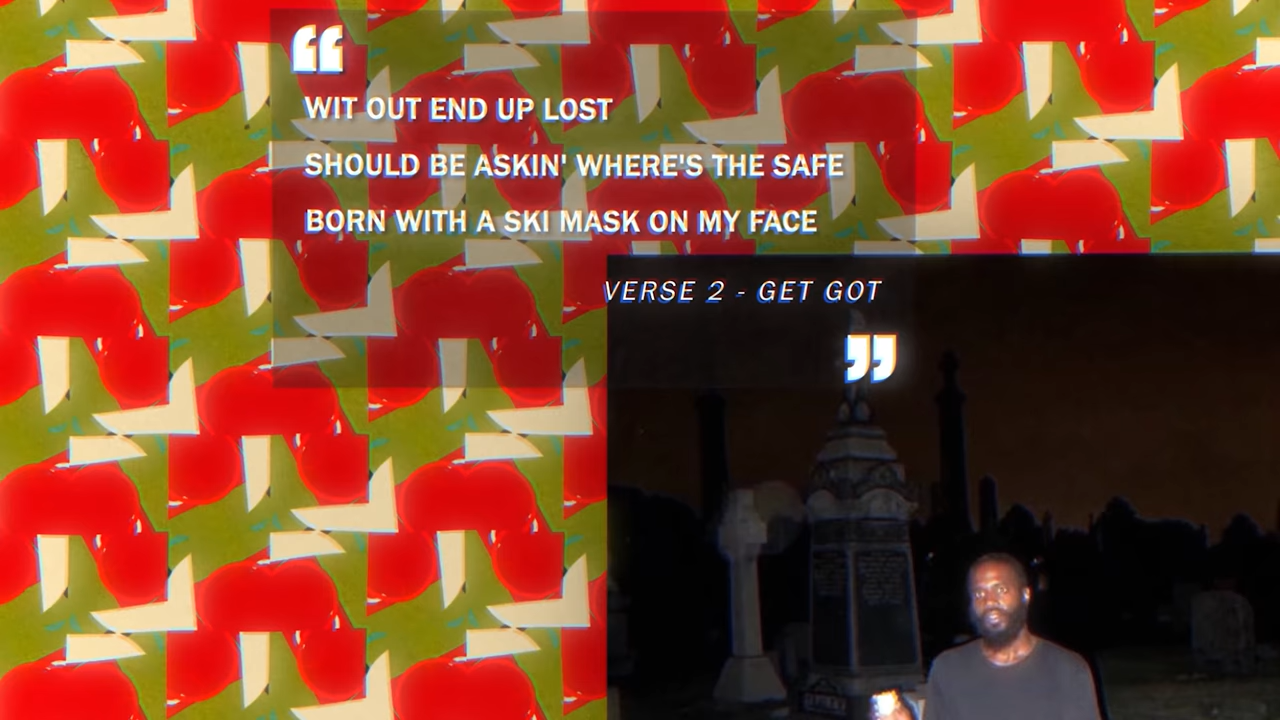 “
WIT OUT END UP LOST
SHOULD BE ASKIN' WHERE'S THE SAFE
BORN WITH A SKI MASK ON MY FACE
VERSE 2 - GET GOT
”